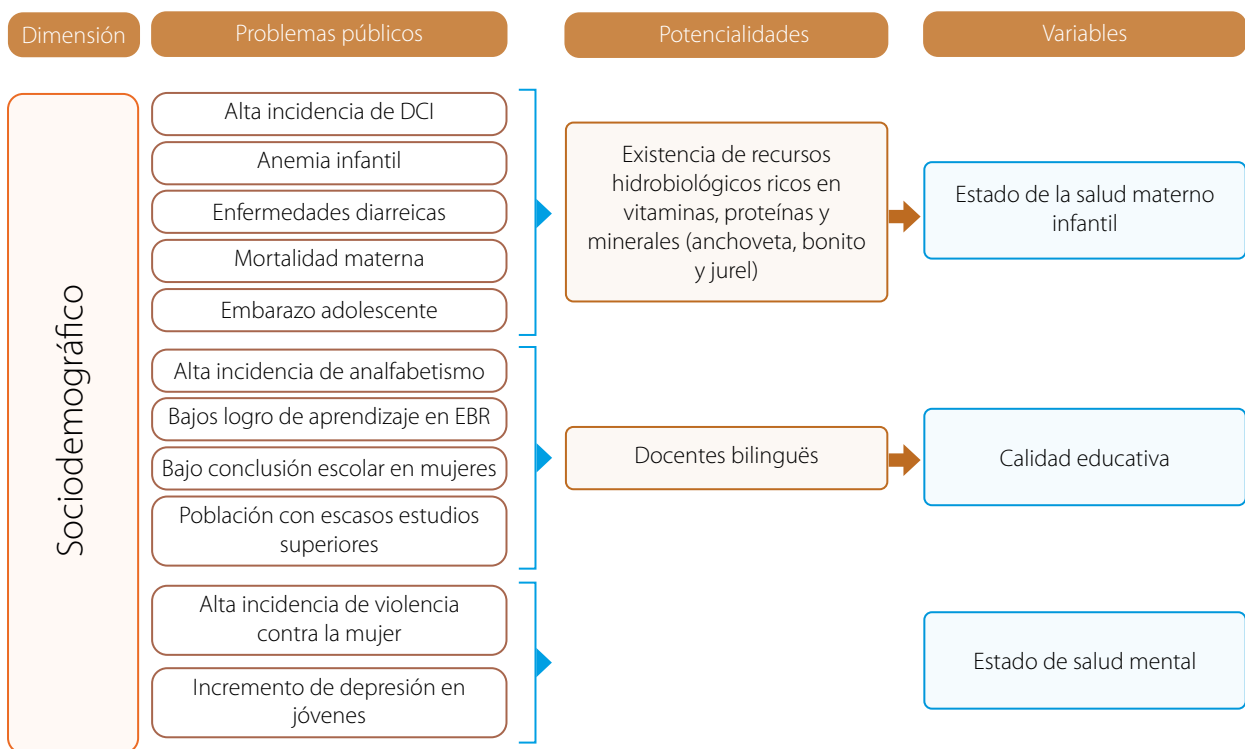 Dimensión
Problemas públicos
Potencialidades
Variables
Sociodemográfico
Alta incidencia de DCI
Anemia infantil
Enfermedades diarreicas
Mortalidad materna
Embarazo adolescente
Existencia de recursos
hidrobiológicos ricos en
vitaminas, proteínas y
minerales (anchoveta, bonito
y jurel)
Estado de la salud materno
infantil
Alta incidencia de analfabetismo
Bajos logro de aprendizaje en EBR
Bajo conclusión escolar en mujeres
Población con escasos estudios
superiores
Docentes bilinguës
Calidad educativa
Alta incidencia de violencia
contra la mujer
Incremento de depresión en
jóvenes
Estado de salud mental